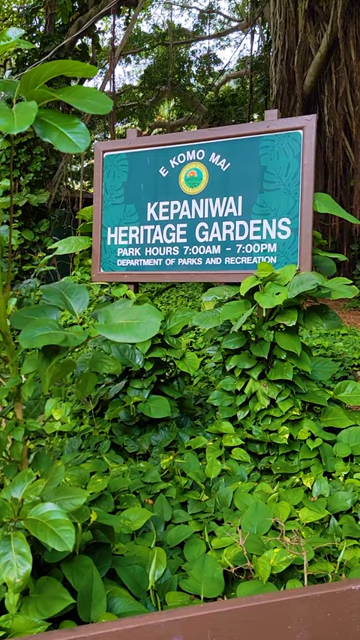 E KOMO MAI
KEPANIWAI
HERITAGE GARDENS
PARK HOURS 7:00AM - 7:00PM
DEPARTMENT OF PARKS AND RECREATION